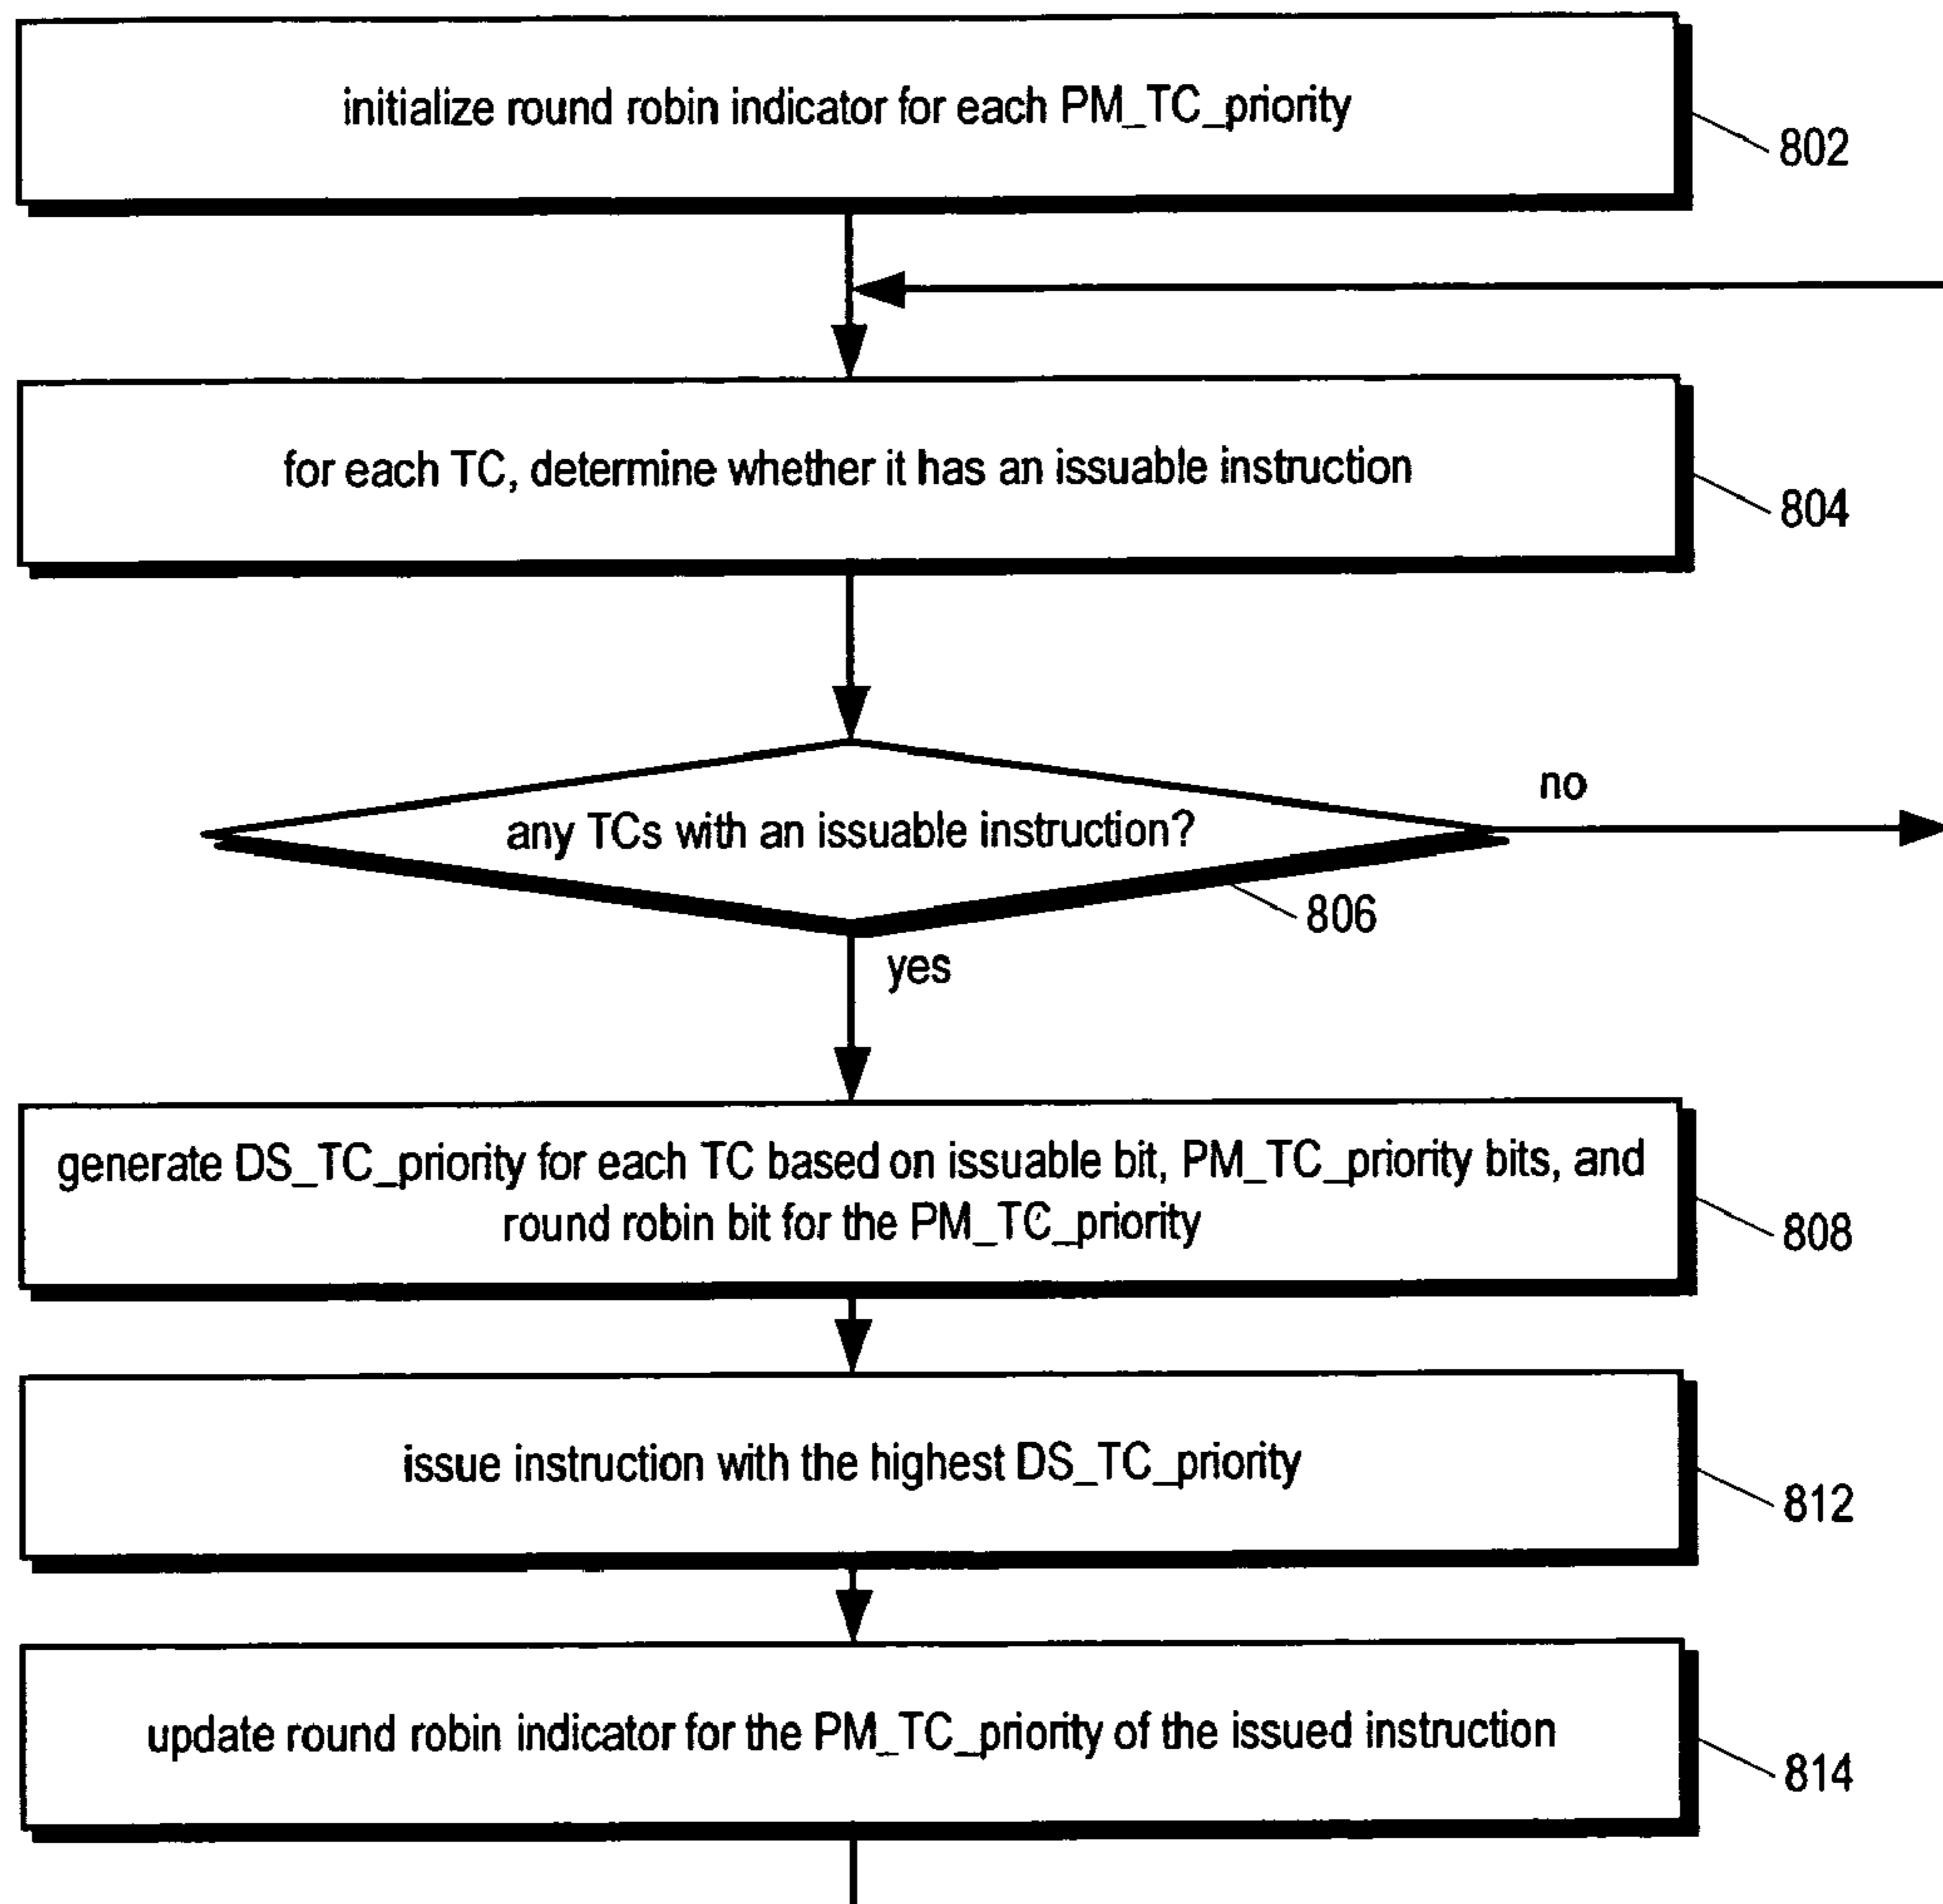 initialize round robin indicator for each PM_TC_priority
802
for each TC, determine whether it has an issuable instruction
804
no
any TCs with an issuable instruction?
806
yes
generate DS_TC_priority for each TC based on issuable bit, PM_TC_priority bits, and
round robin bit for the PM_TC_priority
808
issue instruction with the highest DS_TC_priority
812
update round robin indicator for the PM_TC_priority of the issued instruction
814